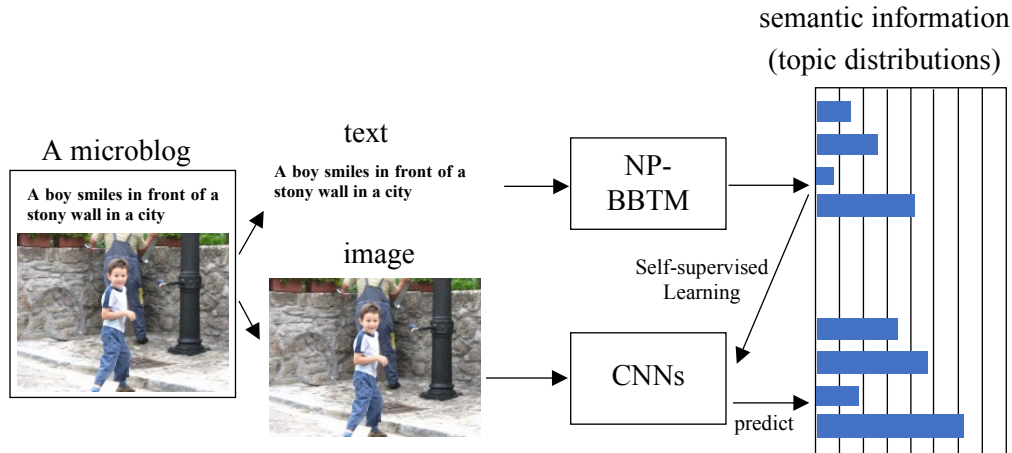 semantic information
(topic distributions)
text
A microblog
A boy smiles in front of a
stony wall in a city
A boy smiles in front of a
stony wall in a city
NP-
BBTM
image
Self-supervised
Learning
CNNs
predict